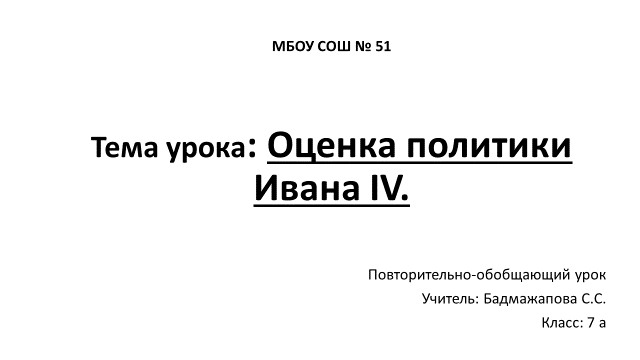 МБОУ СОШ № 51
Тема урока: Оценка политики
Ивана IV.
Повторительно-обобщающий урок
Учитель: Бадмажапова С.С.
Класс: 7 а